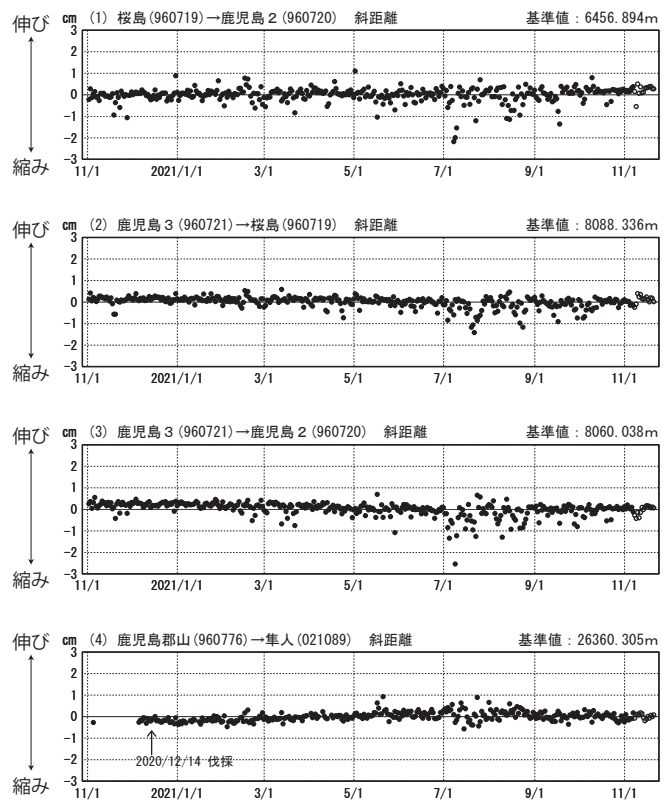 伸び cm (1) 桜島(960719)→鹿児島2(960720) 斜距離 基準値：6456.894m
3
2
1
0
-1
-2
-3
縮み
11/1 2021/1/1 3/1 5/1 7/1 9/1 11/1
伸び cm (2) 鹿児島3(960721)→桜島(960719) 斜距離 基準値：8088.336m
3
2
1
0
-1
-2
-3
縮み
11/1 2021/1/1 3/1 5/1 7/1 9/1 11/1
伸び cm (3) 鹿児島3(960721)→鹿児島2(960720) 斜距離 基準値：8060.038m
3
2
1
0
-1
-2
-3
縮み
11/1 2021/1/1 3/1 5/1 7/1 9/1 11/1
伸び cm (4) 鹿児島郡山(960776)→隼人(021089) 斜距離 基準値：26360.305m
3
2
1
0
-1
-2
2020/12/14 伐採
-3
縮み
11/1 2021/1/1 3/1 5/1 7/1 9/1 11/1